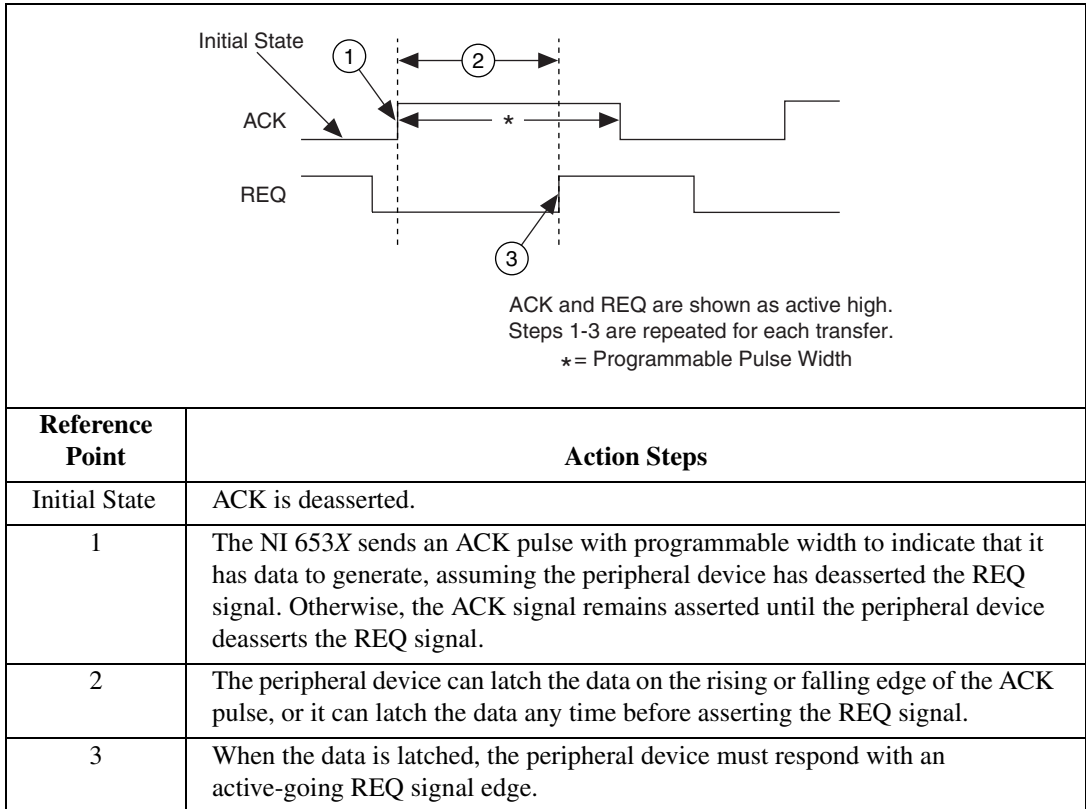 Initial State
1
2
ACK
*
REQ
3
ACK and REQ are shown as active high.
Steps 1-3 are repeated for each transfer.
*= Programmable Pulse Width
Reference
Point
Action Steps
Initial State
ACK is deasserted.
1
The NI 653X sends an ACK pulse with programmable width to indicate that it
has data to generate, assuming the peripheral device has deasserted the REQ
signal. Otherwise, the ACK signal remains asserted until the peripheral device
deasserts the REQ signal.
2
The peripheral device can latch the data on the rising or falling edge of the ACK
pulse, or it can latch the data any time before asserting the REQ signal.
3
When the data is latched, the peripheral device must respond with an
active-going REQ signal edge.